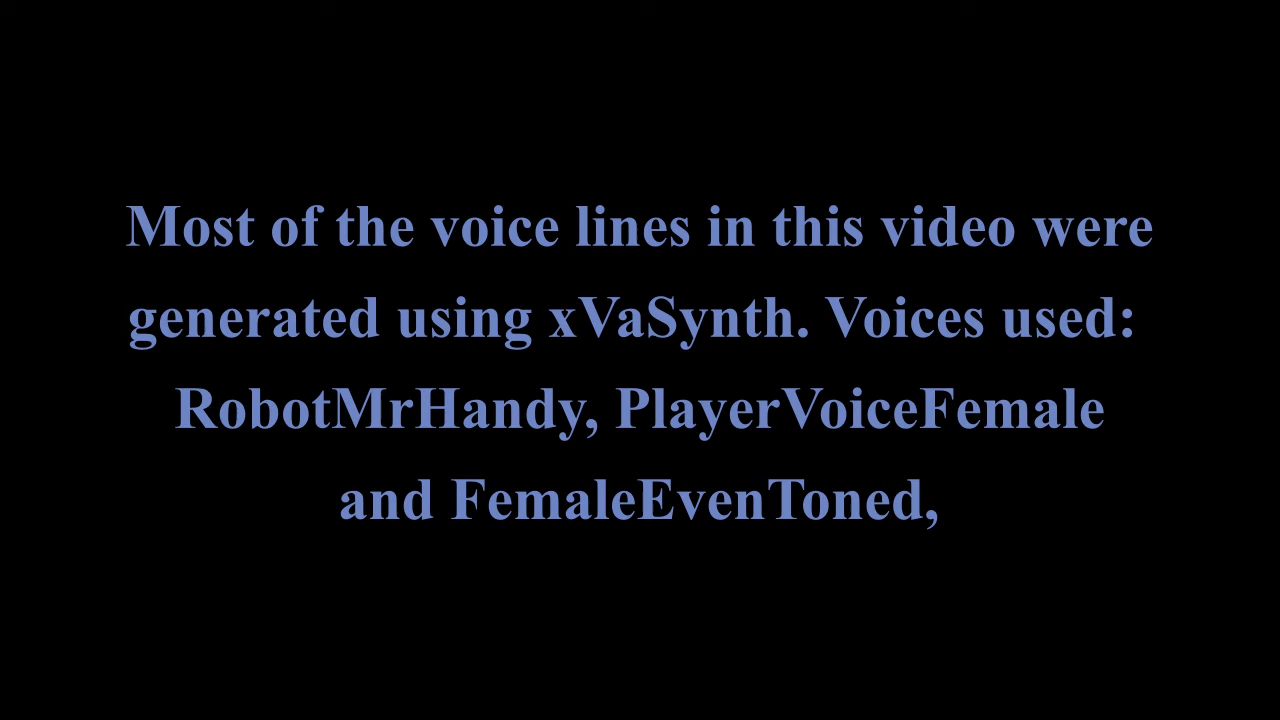 Most of the voice lines in this video were
generated using xVaSynth. Voices used:
RobotMrHandy, PlayerVoiceFemale
and FemaleEvenToned,